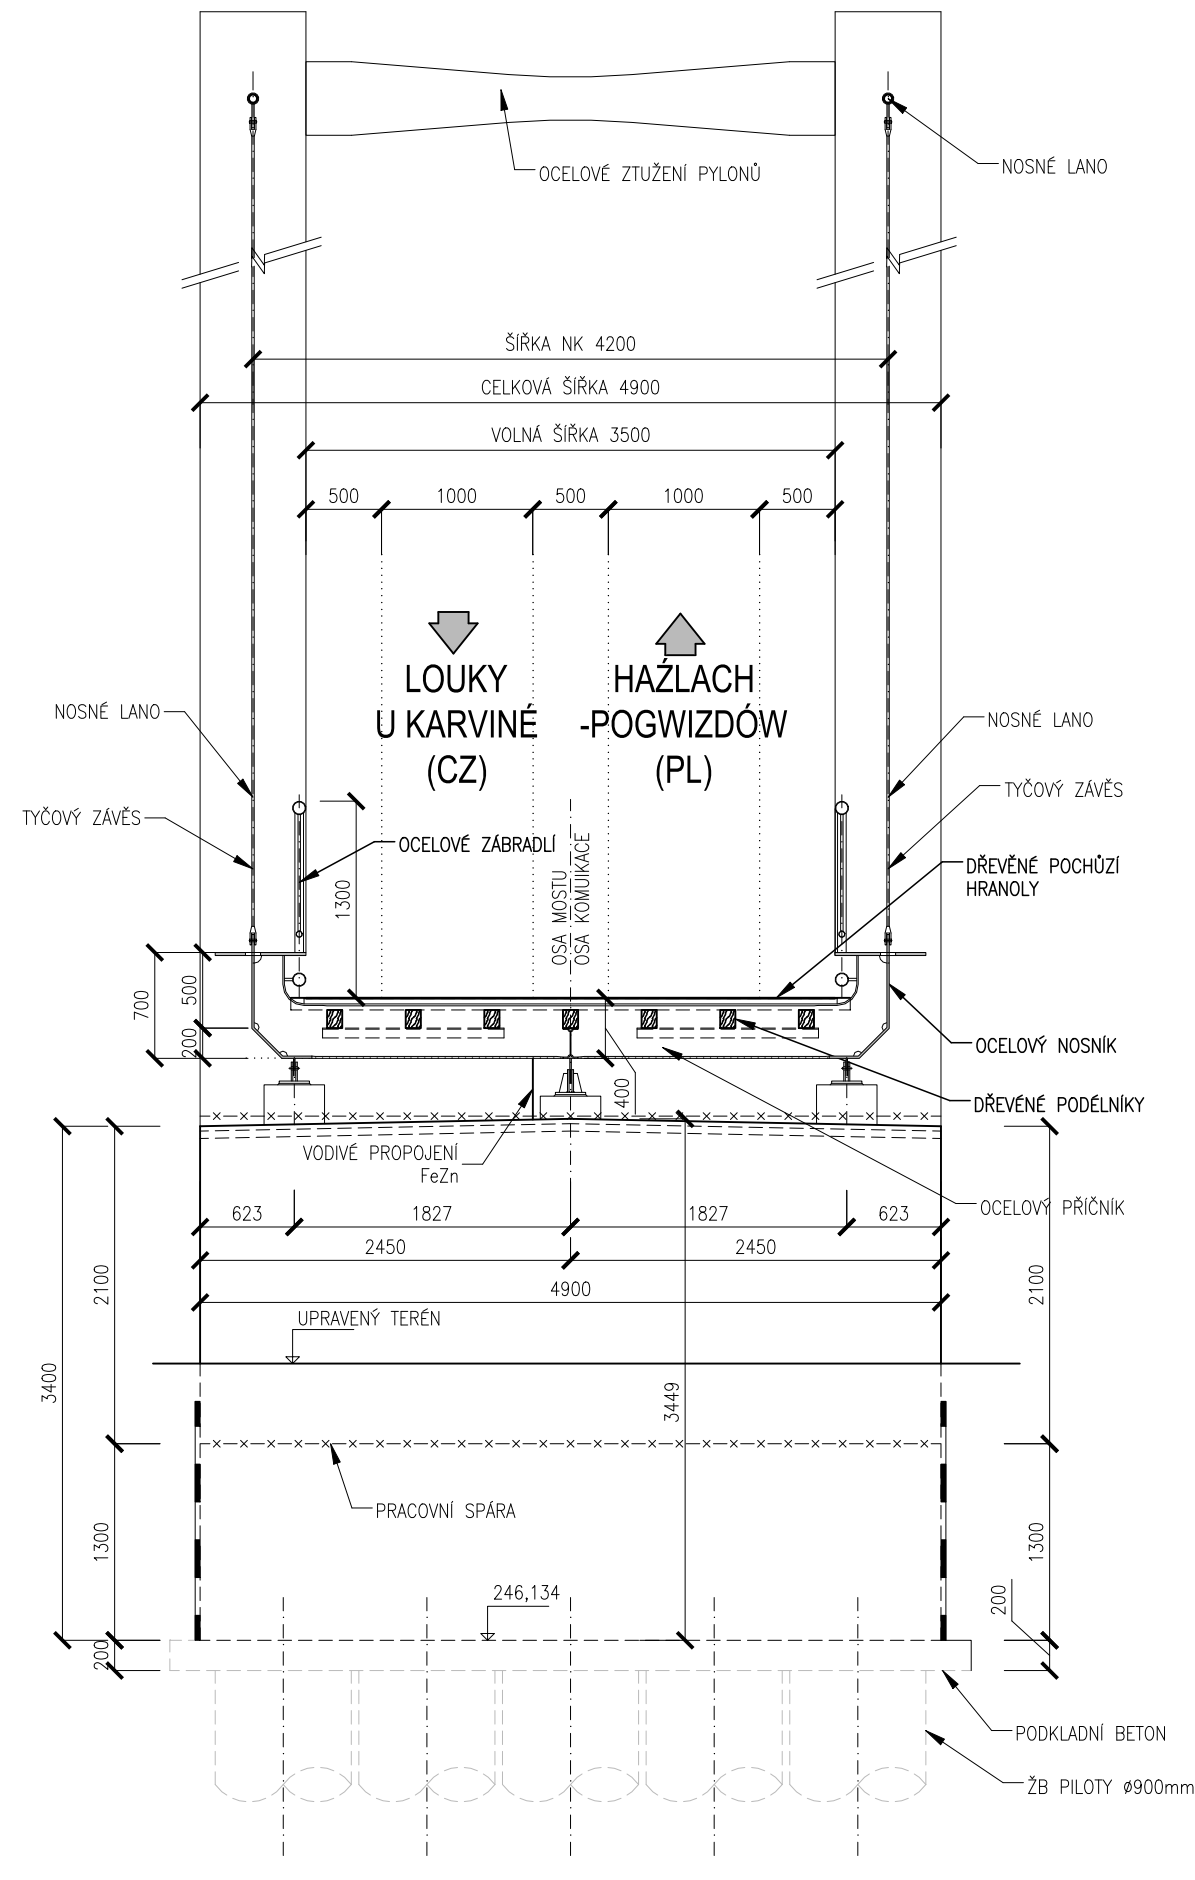 OCELOVÉ ZTUŽENÍ PYLONŮ
NOSNÉ LANO
ŠÍŘKA NK 4200
CELKOVÁ ŠÍŘKA 4900
VOLNÁ ŠÍŘKA 3500
500
1000
500
1000
500
LOUKY
U KARVINÉ
(CZ)
HAŹLACH
-POGWIZDÓW
(PL)
NOSNÉ LANO
NOSNÉ LANO
TYČOVÝ ZÁVĚS
TYČOVÝ ZÁVĚS
OCELOVÉ ZÁBRADLÍ
DŘEVĚNÉ POCHŮZÍ
HRANOLY
1300
OSA MOSTU
OSA KOMUIKACE
700
500
200
OCELOVÝ NOSNÍK
400
DŘEVÉNÉ PODÉLNÍKY
VODIVÉ PROPOJENÍ
FeZn
OCELOVÝ PŘÍČNÍK
623
1827
1827
623
2450
2450
4900
UPRAVENÝ TERÉN
2100
2100
3400
3449
PRACOVNÍ SPÁRA
1300
1300
246,134
200
200
PODKLADNÍ BETON
ŽB PILOTY Ø900mm